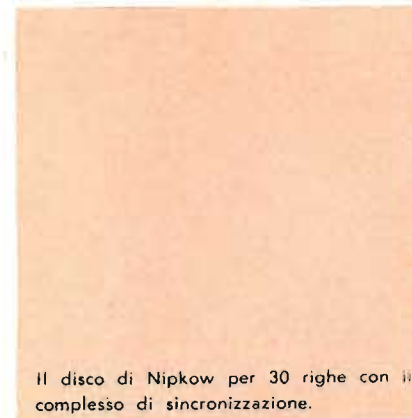 Il disco di Nipkow per 30 righe con il
complesso di sincronizzazione.